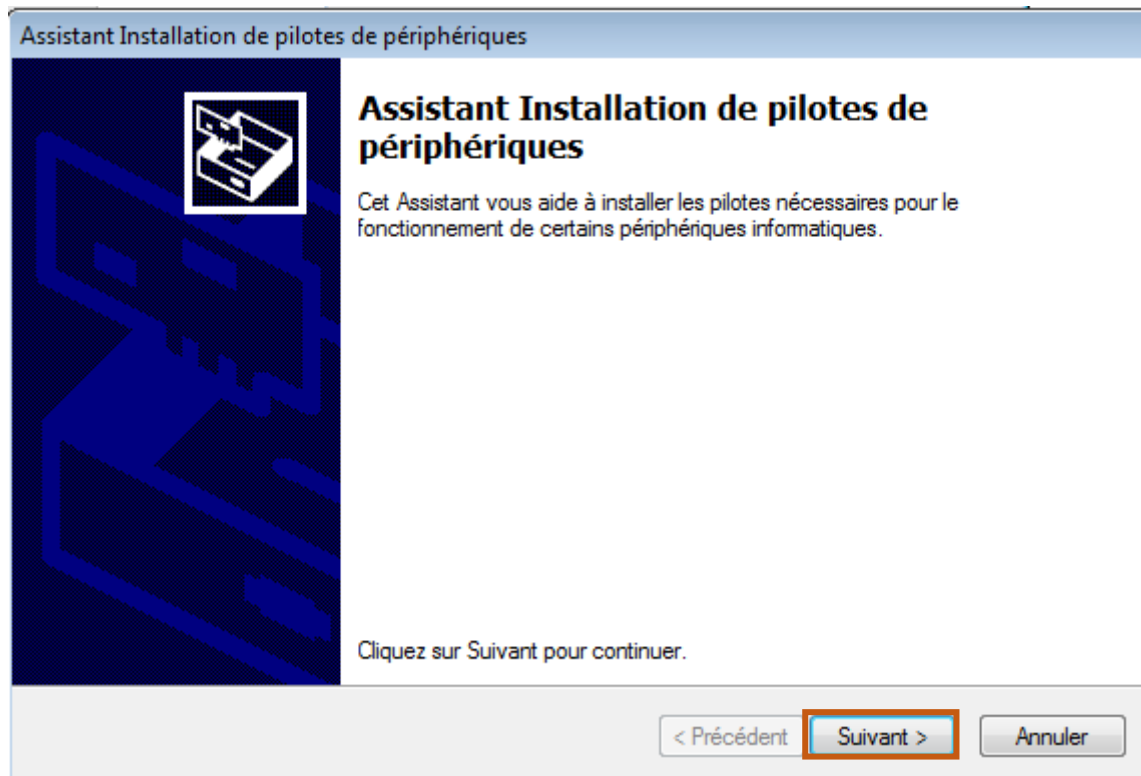 Assistant Installation de pilotes de périphériques
Assistant Installation de pilotes de
périphériques
Cet Assistant vous aide à installer les pilotes nécessaires pour le
fonctionnement de certains périphériques informatiques.
Cliquez sur Suivant pour continuer.
< Précédent Suivant > Annuler